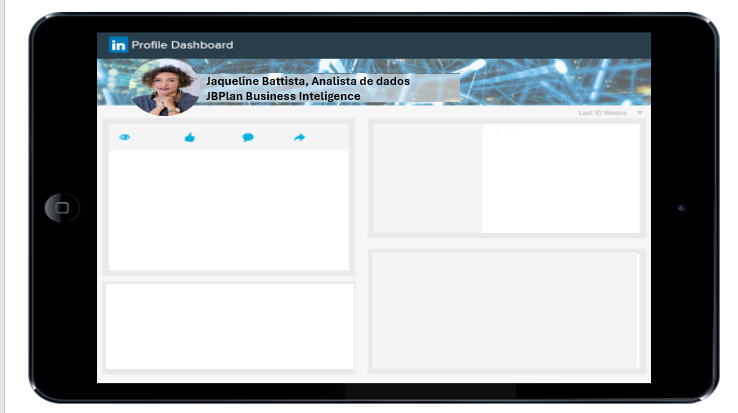 in Profile Dashboard
Jaqueline Battista, Analista de dados
JBPlan Business Inteligence
Last 10 Weeks